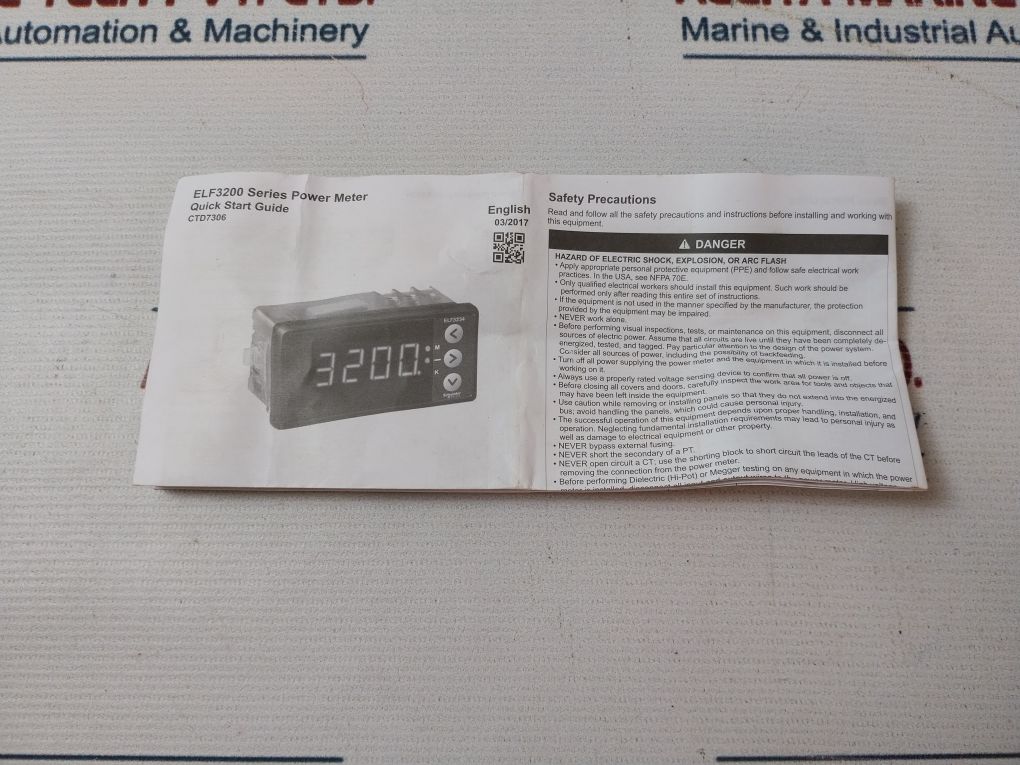 Automation & Machinery
Marine & Industrial
ELF3200 Series Power Meter
Quick Start Guide
CTD7306
English
03/2017
ELF3234
3200.
M
K
Schneider
Safety Precautions
Read and follow all the safety precautions and instructions before installing and working with
this equipment.
DANGER
HAZARD OF ELECTRIC SHOCK, EXPLOSION, OR ARC FLASH
• Apply appropriate personal protective equipment (PPE) and follow safe electrical work
practices. In the USA, see NFPA 70E.
• Only qualified electrical workers should install this equipment. Such work should be
performed only after reading this entire set of instructions.
• If the equipment is not used in the manner specified by the manufacturer, the protection
provided by the equipment may be impaired.
• NEVER work alone.
• Before performing visual inspections, tests, or maintenance on this equipment, disconnect all
sources of electric power. Assume that all circuits are live until they have been completely de-
energized, tested, and tagged. Pay particular attention to the design of the power system.
Consider all sources of power, including the possibility of backfeeding.
• Turn off all power supplying the power meter and the equipment in which it is installed before
working on it.
• Always use a properly rated voltage sensing device to confirm that all power is off.
• Before closing all covers and doors, carefully inspect the work area for tools and objects that
may have been left inside the equipment.
• Use caution while removing or installing panels so that they do not extend into the energized
bus; avoid handling the panels, which could cause personal injury.
• The successful operation of this equipment depends upon proper handling, installation, and
operation. Neglecting fundamental installation requirements may lead to personal injury as
well as damage to electrical equipment or other property.
• NEVER bypass external fusing.
• NEVER short the secondary of a PT.
• NEVER open circuit a CT; use the shorting block to short circuit the leads of the CT before
removing the connection from the power meter.
• Before performing Dielectric (Hi-Pot) or Megger testing on any equipment in which the power